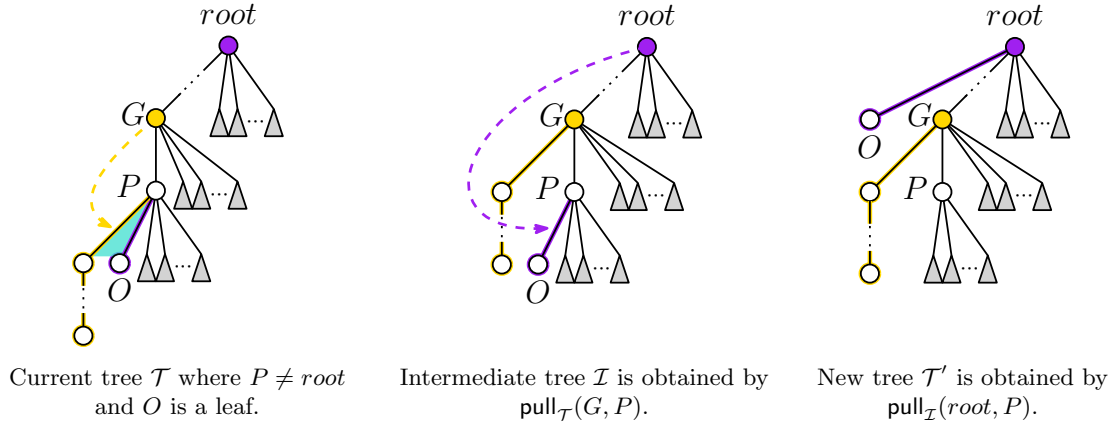 root
root
root
G
G
O
G
P
P
P
...
...
...
...
...
...
...
...
O
O
Current tree 𝒯 where P ≠ root
and O is a leaf.
Intermediate tree ℐ is obtained by
pull_𝒯(G, P).
New tree 𝒯′ is obtained by
pull_ℐ(root, P).